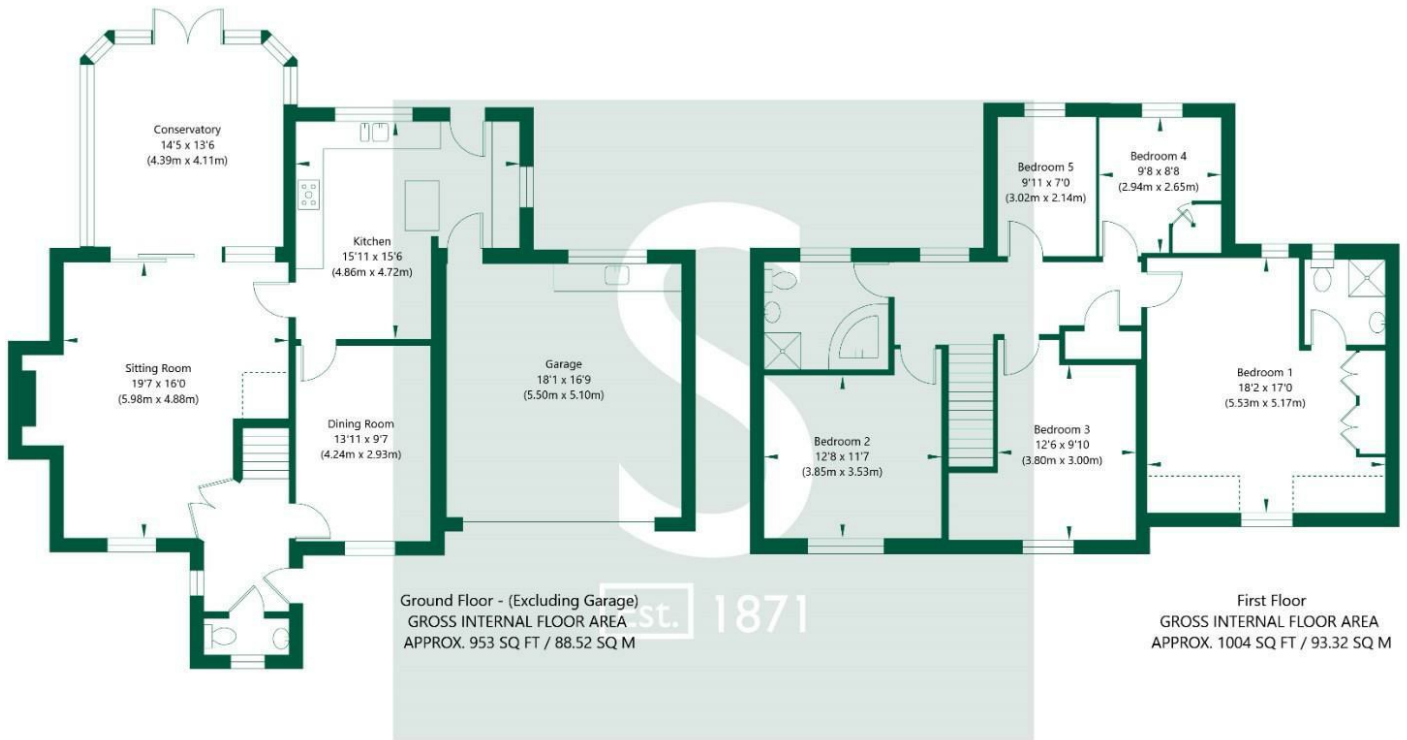 Conservatory
14'5 x 13'6
(4.39m x 4.11m)
Kitchen
15'11 x 15'6
(4.86m x 4.72m)
Sitting Room
19'7 x 16'0
(5.98m x 4.88m)
Dining Room
13'11 x 9'7
(4.24m x 2.93m)
Garage
18'1 x 16'9
(5.50m x 5.10m)
Ground Floor - (Excluding Garage)
GROSS INTERNAL FLOOR AREA
APPROX. 953 SQ FT / 88.52 SQ M
S
Est. 1871
Bedroom 5
9'11 x 7'0
(3.02m x 2.14m)
Bedroom 4
9'8 x 8'8
(2.94m x 2.65m)
Bedroom 1
18'2 x 17'0
(5.53m x 5.17m)
Bedroom 2
12'8 x 11'7
(3.85m x 3.53m)
Bedroom 3
12'6 x 9'10
(3.80m x 3.00m)
First Floor
GROSS INTERNAL FLOOR AREA
APPROX. 1004 SQ FT / 93.32 SQ M